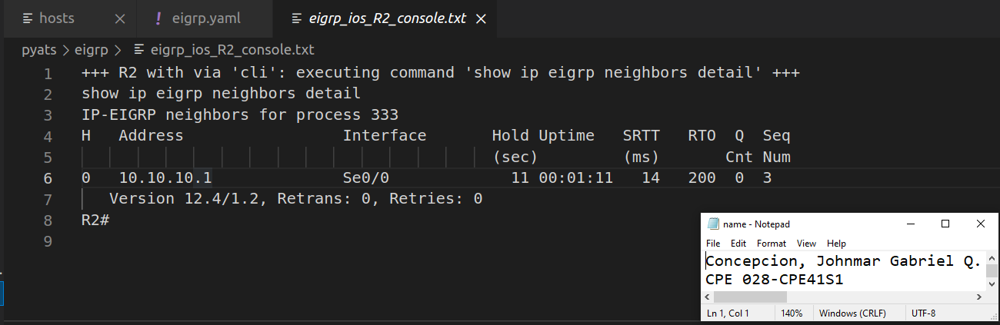 hosts
eigrp.yaml
eigrp_ios_R2_console.txt
pyats > eigrp > eigrp_ios_R2_console.txt
1 +++ R2 with via 'cli': executing command 'show ip eigrp neighbors detail' +++
2 show ip eigrp neighbors detail
3 IP-EIGRP neighbors for process 333
4 H   Address                 Interface       Hold Uptime   SRTT   RTO  Q  Seq
5                                             (sec)         (ms)       Cnt Num
6 0   10.10.10.1              Se0/0             11 00:01:11   14   200  0  3
7    Version 12.4/1.2, Retrans: 0, Retries: 0
8 R2#
9
name - Notepad
File Edit Format View Help
Concepcion, Johnmar Gabriel Q.
CPE 028-CPE41S1
Ln 1, Col 1 140% Windows (CRLF) UTF-8